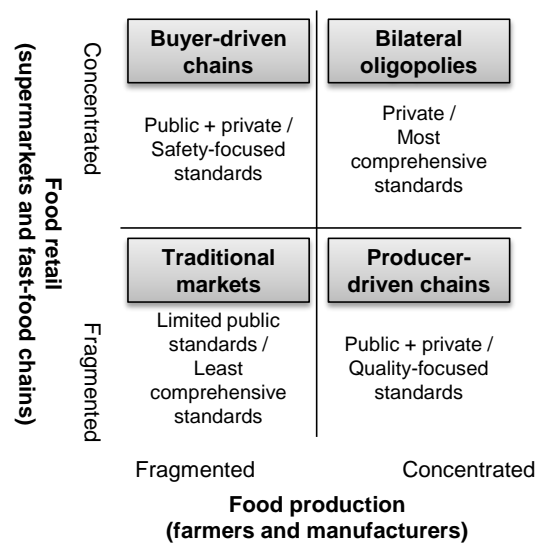 Food retail
(supermarkets and fast-food chains)
Concentrated
Fragmented
Buyer-driven
chains
Public + private /
Safety-focused
standards
Bilateral
oligopolies
Private /
Most
comprehensive
standards
Traditional
markets
Limited public
standards /
Least
comprehensive
standards
Producer-
driven chains
Public + private /
Quality-focused
standards
Fragmented
Concentrated
Food production
(farmers and manufacturers)